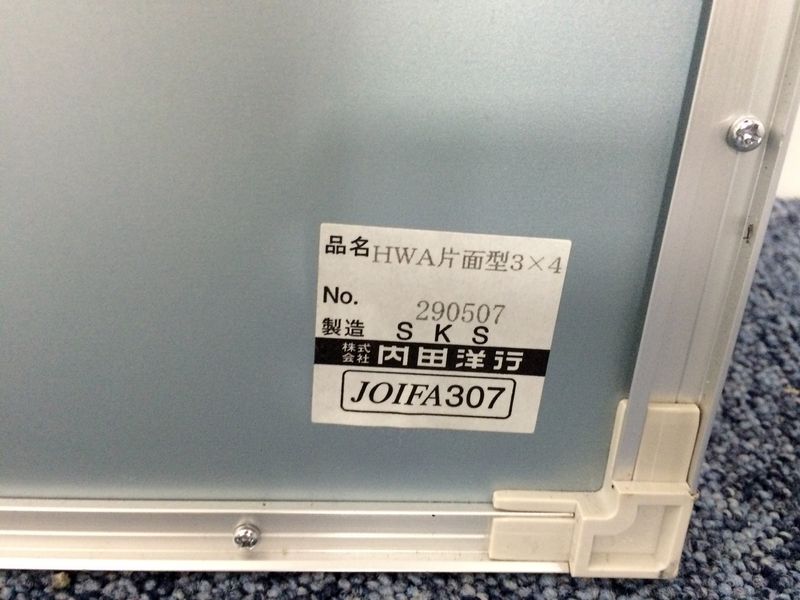 品名 HWA片面型3×4
No. 290507
製造 SKS
株式会社 内田洋行
JOIFA307